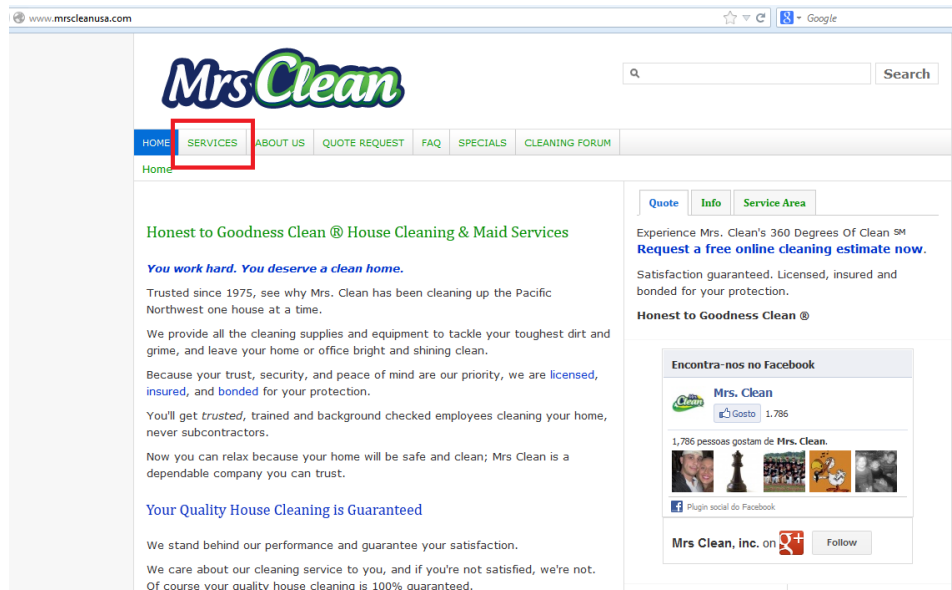 www.mrscleanusa.com
Google
Mrs Clean
Search
HOME SERVICES ABOUT US QUOTE REQUEST FAQ SPECIALS CLEANING FORUM
Home
Honest to Goodness Clean ® House Cleaning & Maid Services
You work hard. You deserve a clean home.
Trusted since 1975, see why Mrs. Clean has been cleaning up the Pacific
Northwest one house at a time.
We provide all the cleaning supplies and equipment to tackle your toughest dirt and
grime, and leave your home or office bright and shining clean.
Because your trust, security, and peace of mind are our priority, we are licensed,
insured, and bonded for your protection.
You'll get trusted, trained and background checked employees cleaning your home,
never subcontractors.
Now you can relax because your home will be safe and clean; Mrs Clean is a
dependable company you can trust.
Your Quality House Cleaning is Guaranteed
We stand behind our performance and guarantee your satisfaction.
We care about our cleaning service to you, and if you're not satisfied, we're not.
Of course your quality house cleaning is 100% guaranteed.
Quote Info Service Area
Experience Mrs. Clean's 360 Degrees Of Clean SM
Request a free online cleaning estimate now.
Satisfaction guaranteed. Licensed, insured and
bonded for your protection.
Honest to Goodness Clean ®
Encontra-nos no Facebook
Mrs. Clean
Gosto 1.786
1,786 pessoas gostam de Mrs. Clean.
Plugin social do Facebook
Mrs Clean, inc. on g+ Follow